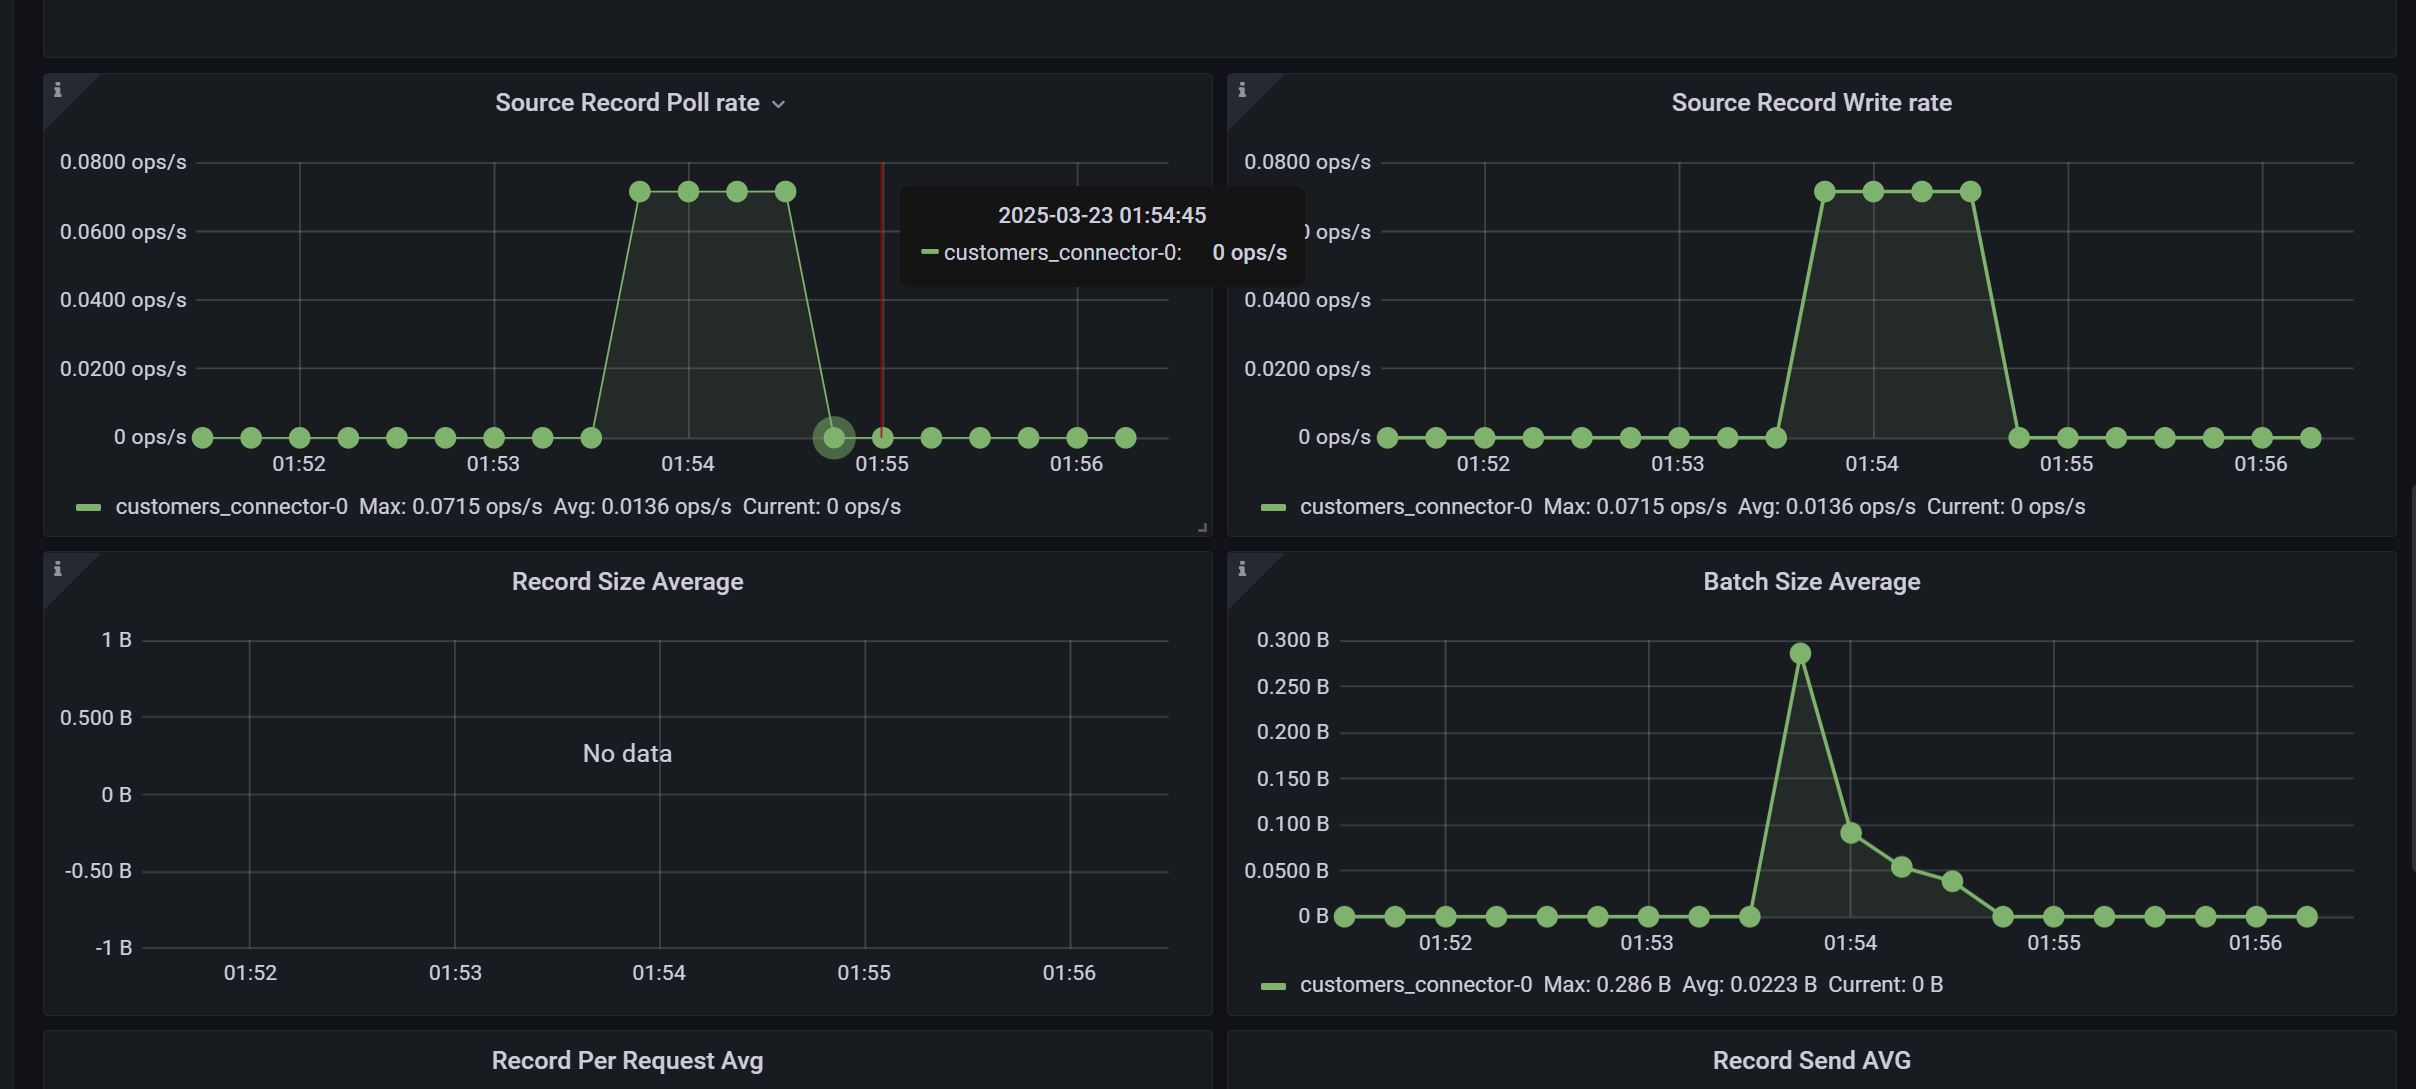 Source Record Poll rate
0.0800 ops/s
0.0600 ops/s
0.0400 ops/s
0.0200 ops/s
0 ops/s
01:52 01:53 01:54 01:55 01:56
customers_connector-0 Max: 0.0715 ops/s Avg: 0.0136 ops/s Current: 0 ops/s
2025-03-23 01:54:45
customers_connector-0: 0 ops/s
Source Record Write rate
0.0800 ops/s
0 ops/s
0.0400 ops/s
0.0200 ops/s
0 ops/s
01:52 01:53 01:54 01:55 01:56
customers_connector-0 Max: 0.0715 ops/s Avg: 0.0136 ops/s Current: 0 ops/s
Record Size Average
1 B
0.500 B
0 B
-0.50 B
-1 B
No data
01:52 01:53 01:54 01:55 01:56
Batch Size Average
0.300 B
0.250 B
0.200 B
0.150 B
0.100 B
0.0500 B
0 B
01:52 01:53 01:54 01:55 01:56
customers_connector-0 Max: 0.286 B Avg: 0.0223 B Current: 0 B
Record Per Request Avg
Record Send AVG